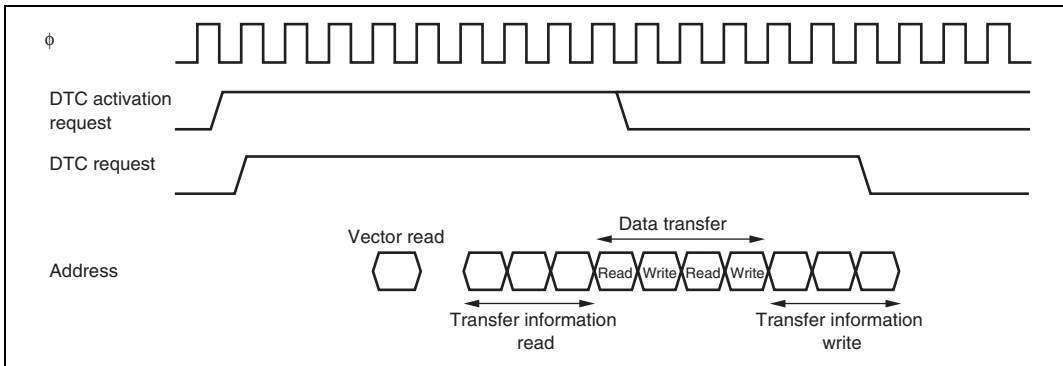 ϕ
DTC activation
request
DTC request
Data transfer
Vector read
Address
Read Write Read Write
Transfer information
read
Transfer information
write